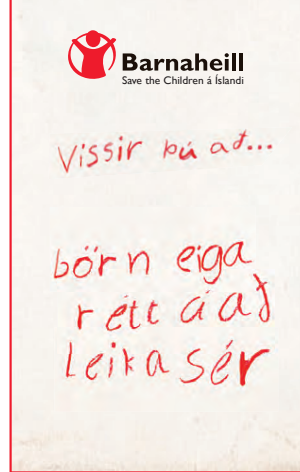 Barnaheill
Save the Children á Íslandi
Vissir þú að...
börn eiga
rétt á að
leika sér